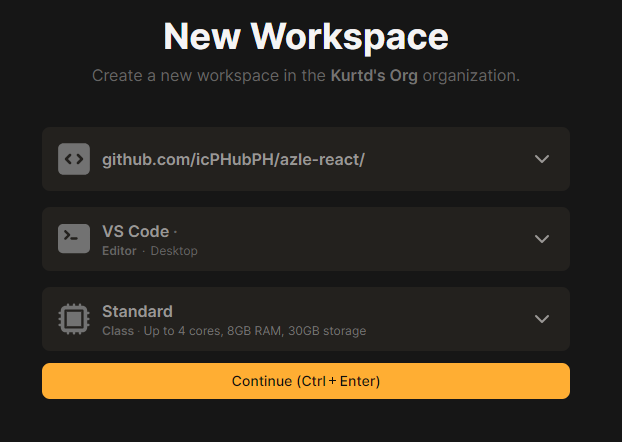 New Workspace
Create a new workspace in the Kurtd's Org organization.
github.com/icPHubPH/azle-react/
VS Code ·
Editor · Desktop
Standard
Class · Up to 4 cores, 8GB RAM, 30GB storage
Continue (Ctrl+Enter)